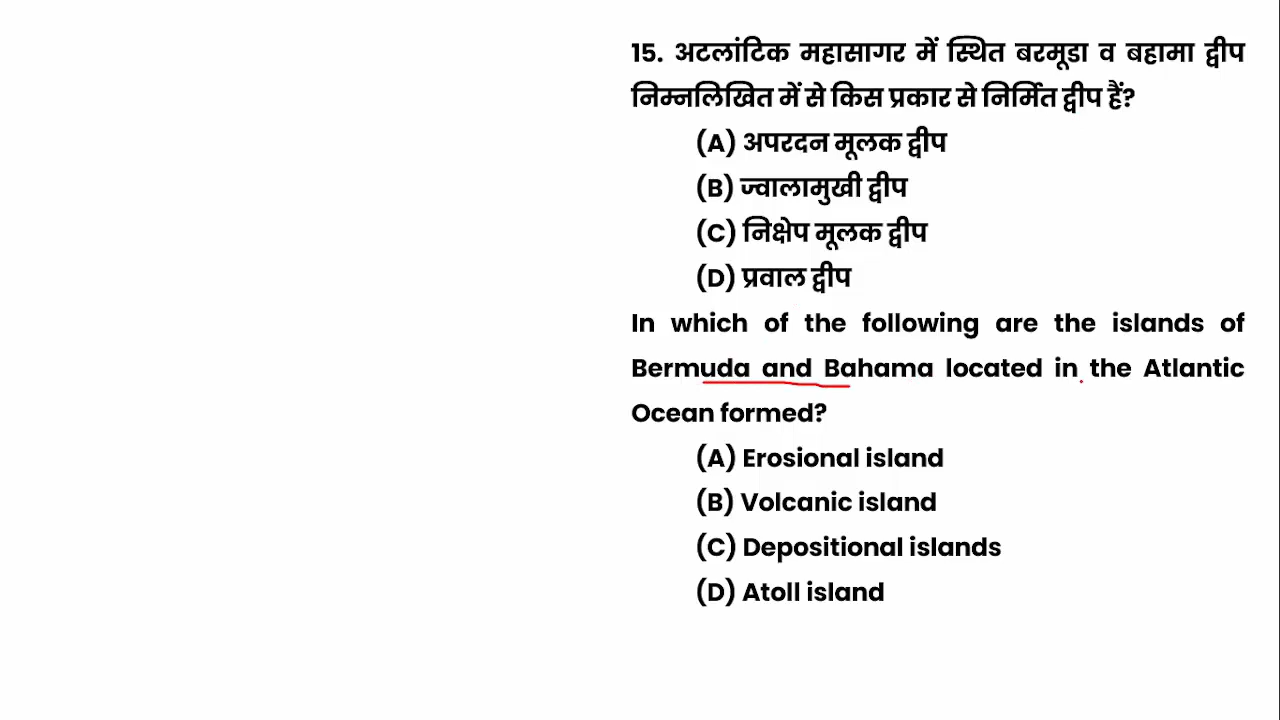 15. अटलांटिक महासागर में स्थित बरमूडा व बहामा द्वीप
निम्नलिखित में से किस प्रकार से निर्मित द्वीप हैं?
(A) अपरदन मूलक द्वीप
(B) ज्वालामुखी द्वीप
(C) निक्षेप मूलक द्वीप
(D) प्रवाल द्वीप
In which of the following are the islands of
Bermuda and Bahama located in the Atlantic
Ocean formed?
(A) Erosional island
(B) Volcanic island
(C) Depositional islands
(D) Atoll island